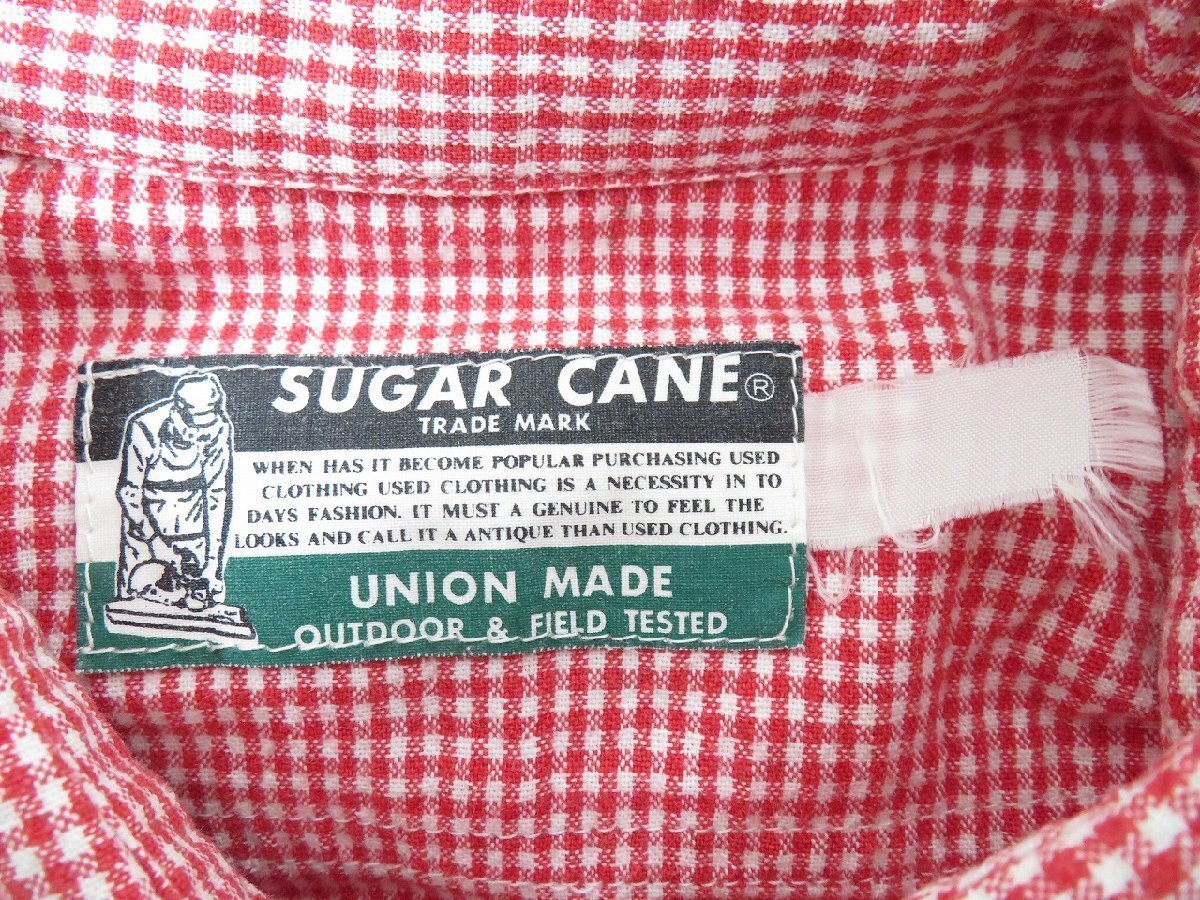 SUGAR CANE®
TRADE MARK
WHEN HAS IT BECOME POPULAR PURCHASING USED
CLOTHING USED CLOTHING IS A NECESSITY IN TO
DAYS FASHION. IT MUST A GENUINE TO FEEL THE
LOOKS AND CALL IT A ANTIQUE THAN USED CLOTHING.
UNION MADE
OUTDOOR & FIELD TESTED